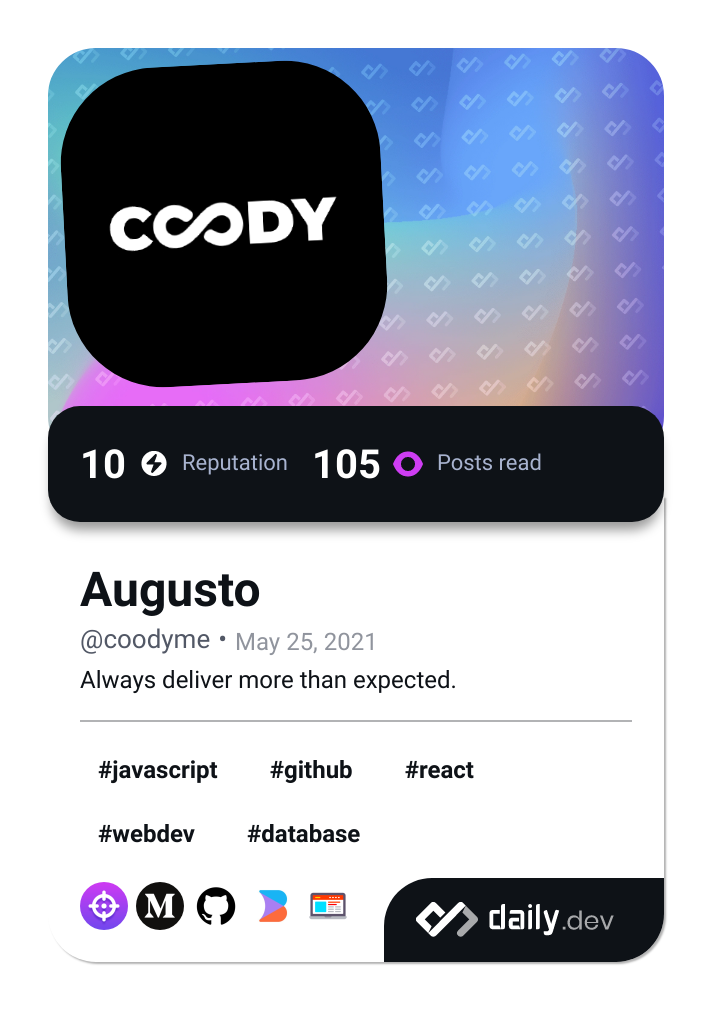 COODY
10 Reputation 105 Posts read
Augusto
@coodyme • May 25, 2021
Always deliver more than expected.
#javascript #github #react
#webdev #database
M
daily.dev